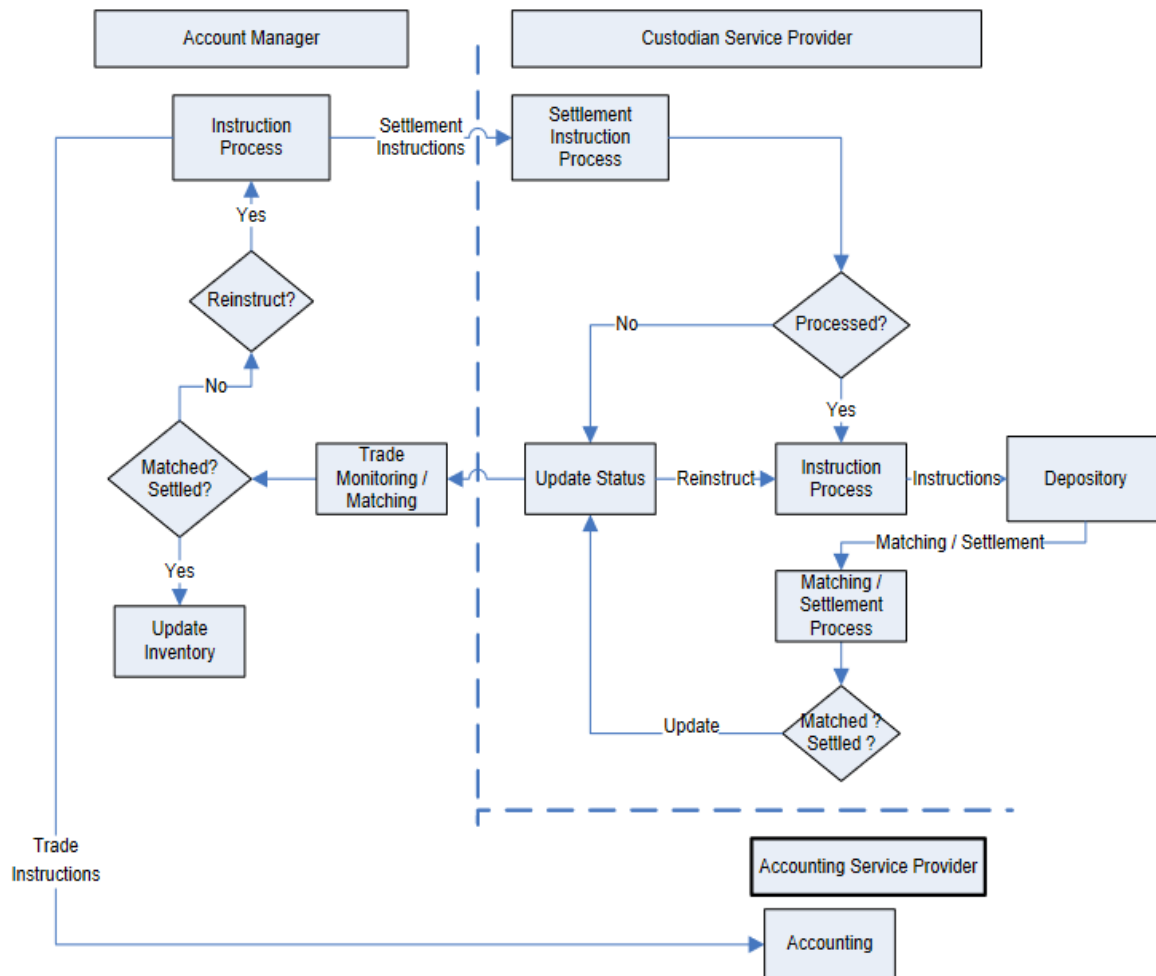 Account Manager
Custodian Service Provider
Instruction
Process
Settlement
Instructions
Settlement
Instruction
Process
Yes
Reinstruct?
No
Processed?
No
Yes
Matched?
Settled?
Trade
Monitoring /
Matching
Update Status
Reinstruct
Instruction
Process
Instructions
Depository
Matching / Settlement
Yes
Matching /
Settlement
Process
Update
Inventory
Update
Matched ?
Settled ?
Trade
Instructions
Accounting Service Provider
Accounting